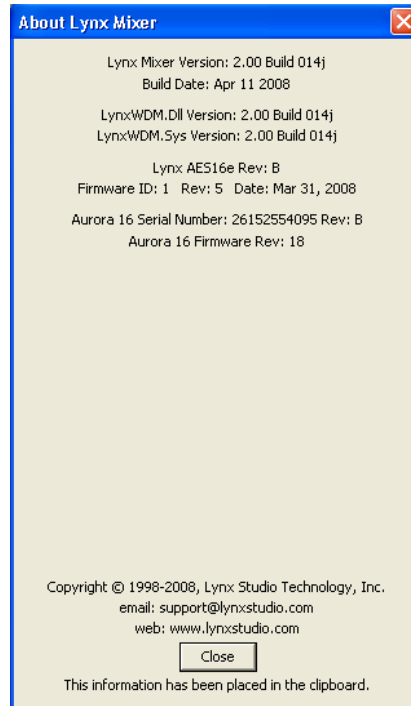 About Lynx Mixer
Lynx Mixer Version: 2.00 Build 014j
Build Date: Apr 11 2008
LynxWDM.Dll Version: 2.00 Build 014j
LynxWDM.Sys Version: 2.00 Build 014j
Lynx AES16e Rev: B
Firmware ID: 1 Rev: 5 Date: Mar 31, 2008
Aurora 16 Serial Number: 26152554095 Rev: B
Aurora 16 Firmware Rev: 18
Copyright © 1998-2008, Lynx Studio Technology, Inc.
email: support@lynxstudio.com
web: www.lynxstudio.com
Close
This information has been placed in the clipboard.